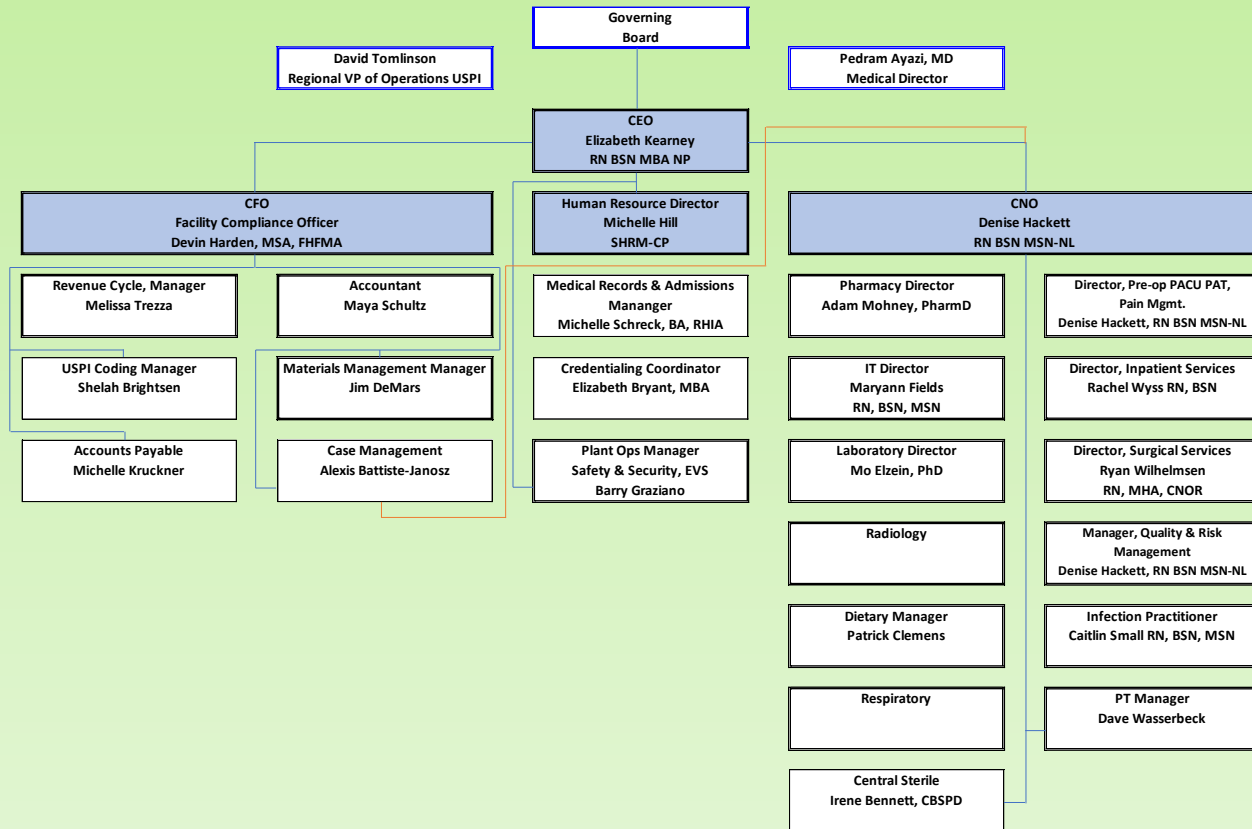 Governing
Board
David Tomlinson
Regional VP of Operations USPI
Pedram Ayazi, MD
Medical Director
CEO
Elizabeth Kearney
RN BSN MBA NP
CFO
Facility Compliance Officer
Devin Harden, MSA, FHFMA
Human Resource Director
Michelle Hill
SHRM-CP
CNO
Denise Hackett
RN BSN MSN-NL
Revenue Cycle, Manager
Melissa Trezza
Accountant
Maya Schultz
Medical Records & Admissions
Mananger
Michelle Schreck, BA, RHIA
Pharmacy Director
Adam Mohney, PharmD
Director, Pre-op PACU PAT,
Pain Mgmt.
Denise Hackett, RN BSN MSN-NL
USPI Coding Manager
Shelah Brightsen
Materials Management Manager
Jim DeMars
Credentialing Coordinator
Elizabeth Bryant, MBA
IT Director
Maryann Fields
RN, BSN, MSN
Director, Inpatient Services
Rachel Wyss RN, BSN
Accounts Payable
Michelle Kruckner
Case Management
Alexis Battiste-Janosz
Plant Ops Manager
Safety & Security, EVS
Barry Graziano
Laboratory Director
Mo Elzein, PhD
Director, Surgical Services
Ryan Wilhelmsen
RN, MHA, CNOR
Radiology
Manager, Quality & Risk
Management
Denise Hackett, RN BSN MSN-NL
Dietary Manager
Patrick Clemens
Infection Practitioner
Caitlin Small RN, BSN, MSN
Respiratory
PT Manager
Dave Wasserbeck
Central Sterile
Irene Bennett, CBSPD